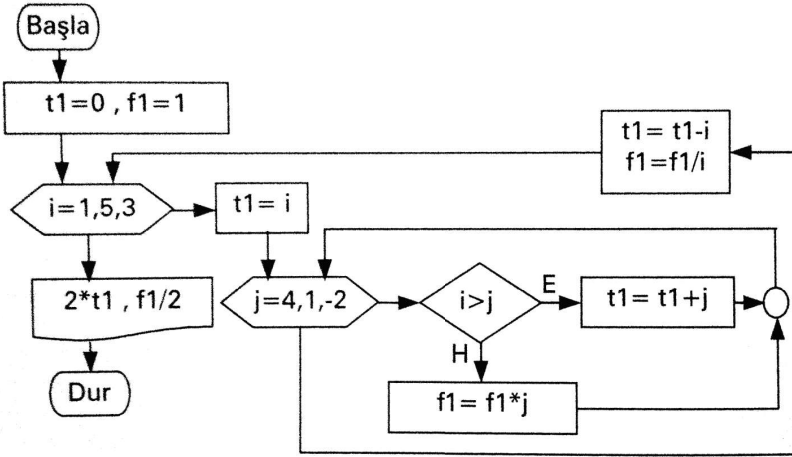 Başla
t1=0 , f1=1
t1= t1-i
f1=f1/i
i=1,5,3
t1= i
2*t1 , f1/2
j=4,1,-2
i>j
E
t1= t1+j
H
Dur
f1= f1*j